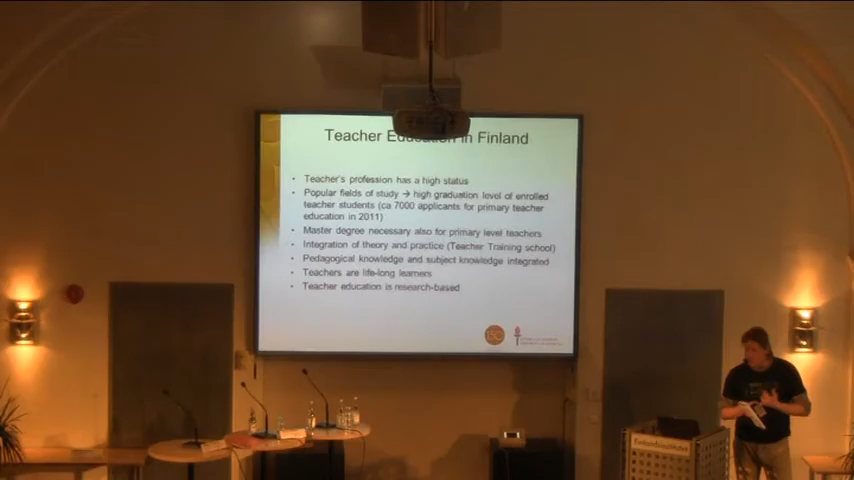 Teacher Education in Finland
• Teacher's profession has a high status
• Popular fields of study → high graduation level of enrolled
teacher students (ca 7000 applicants for primary teacher
education in 2011)
• Master degree necessary also for primary level teachers
• Integration of theory and practice (Teacher Training school)
• Pedagogical knowledge and subject knowledge integrated
• Teachers are life-long learners
• Teacher education is research-based
finlandsinstitutet